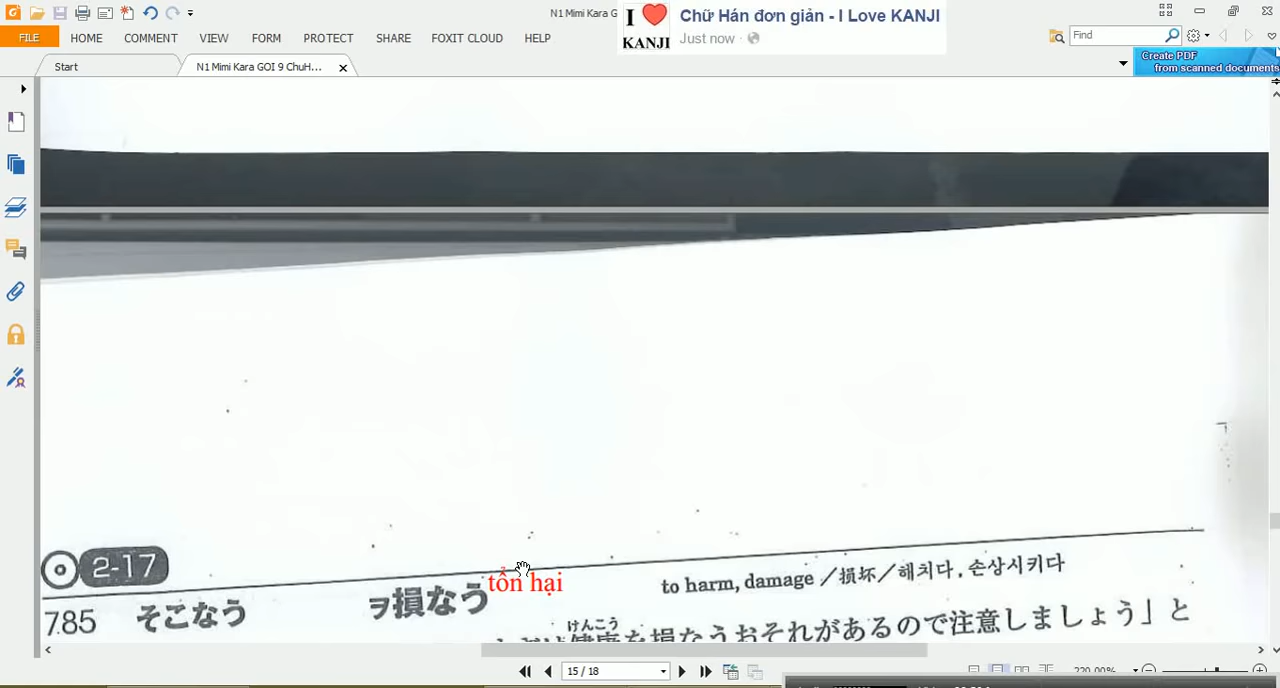 N1 Mimi Kara G
I ❤
KANJI
Chữ Hán đơn giản - I Love KANJI
Just now
FILE HOME COMMENT VIEW FORM PROTECT SHARE FOXIT CLOUD HELP
Find
Start
N1 Mimi Kara GOI 9 ChuH...
Create PDF
from scanned documents
2-17
785 そこなう ヲ損なう tổn hại to harm, damage／损坏／해치다, 손상시키다
けんこう
健康を損なうおそれがあるので注意しましょう」と
15 / 18
220.00%